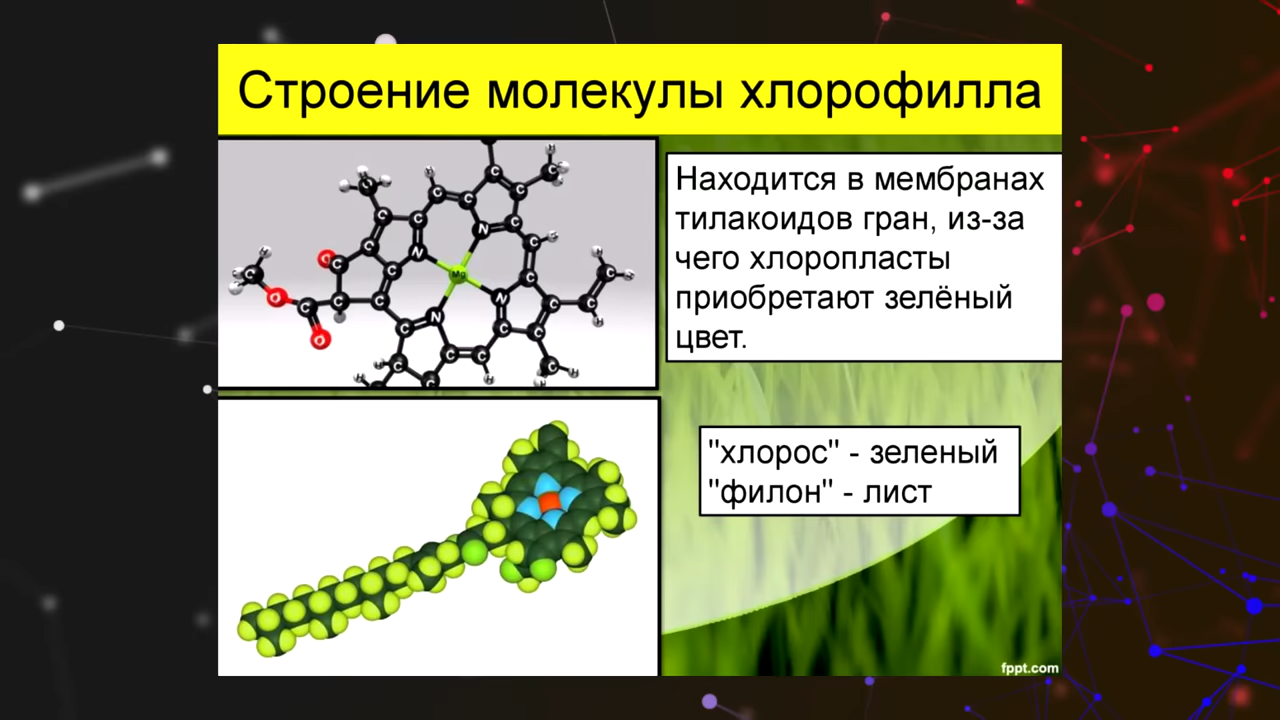 Строение молекулы хлорофилла
Находится в мембранах
тилакоидов гран, из-за
чего хлоропласты
приобретают зелёный
цвет.
"хлорос" - зеленый
"филон" - лист
fppt.com